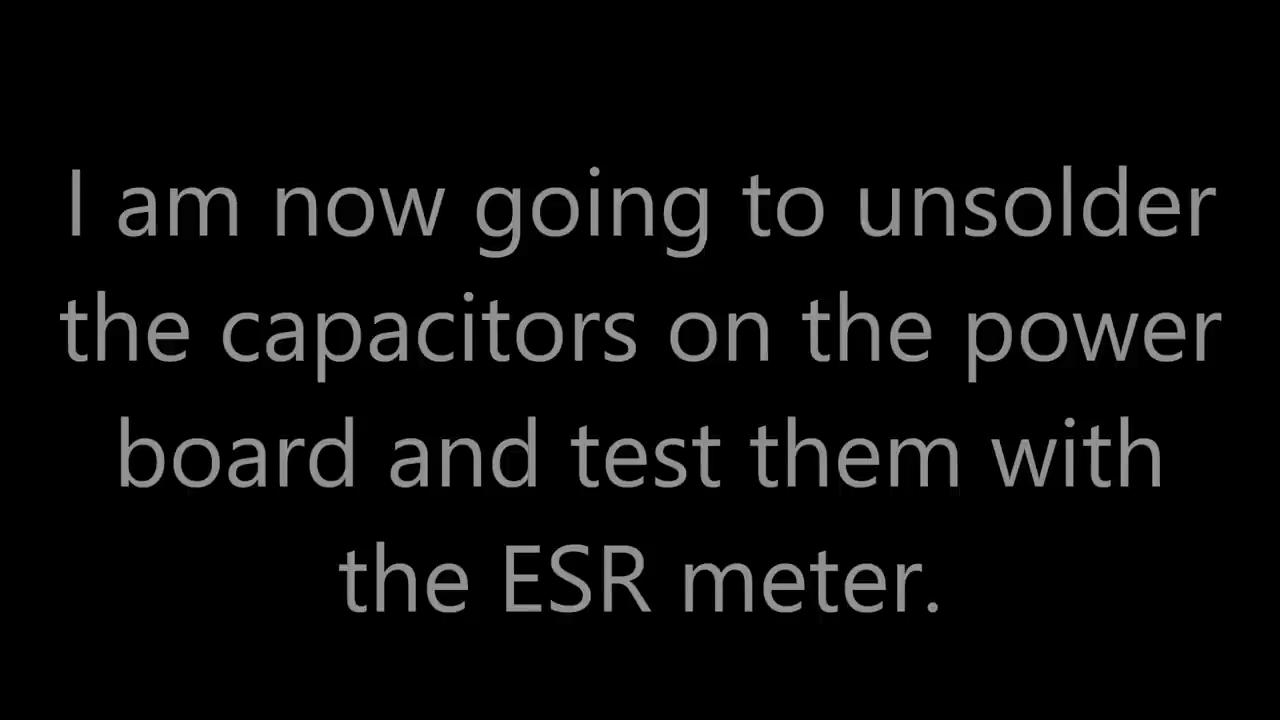 I am now going to unsolder
the capacitors on the power
board and test them with
the ESR meter.